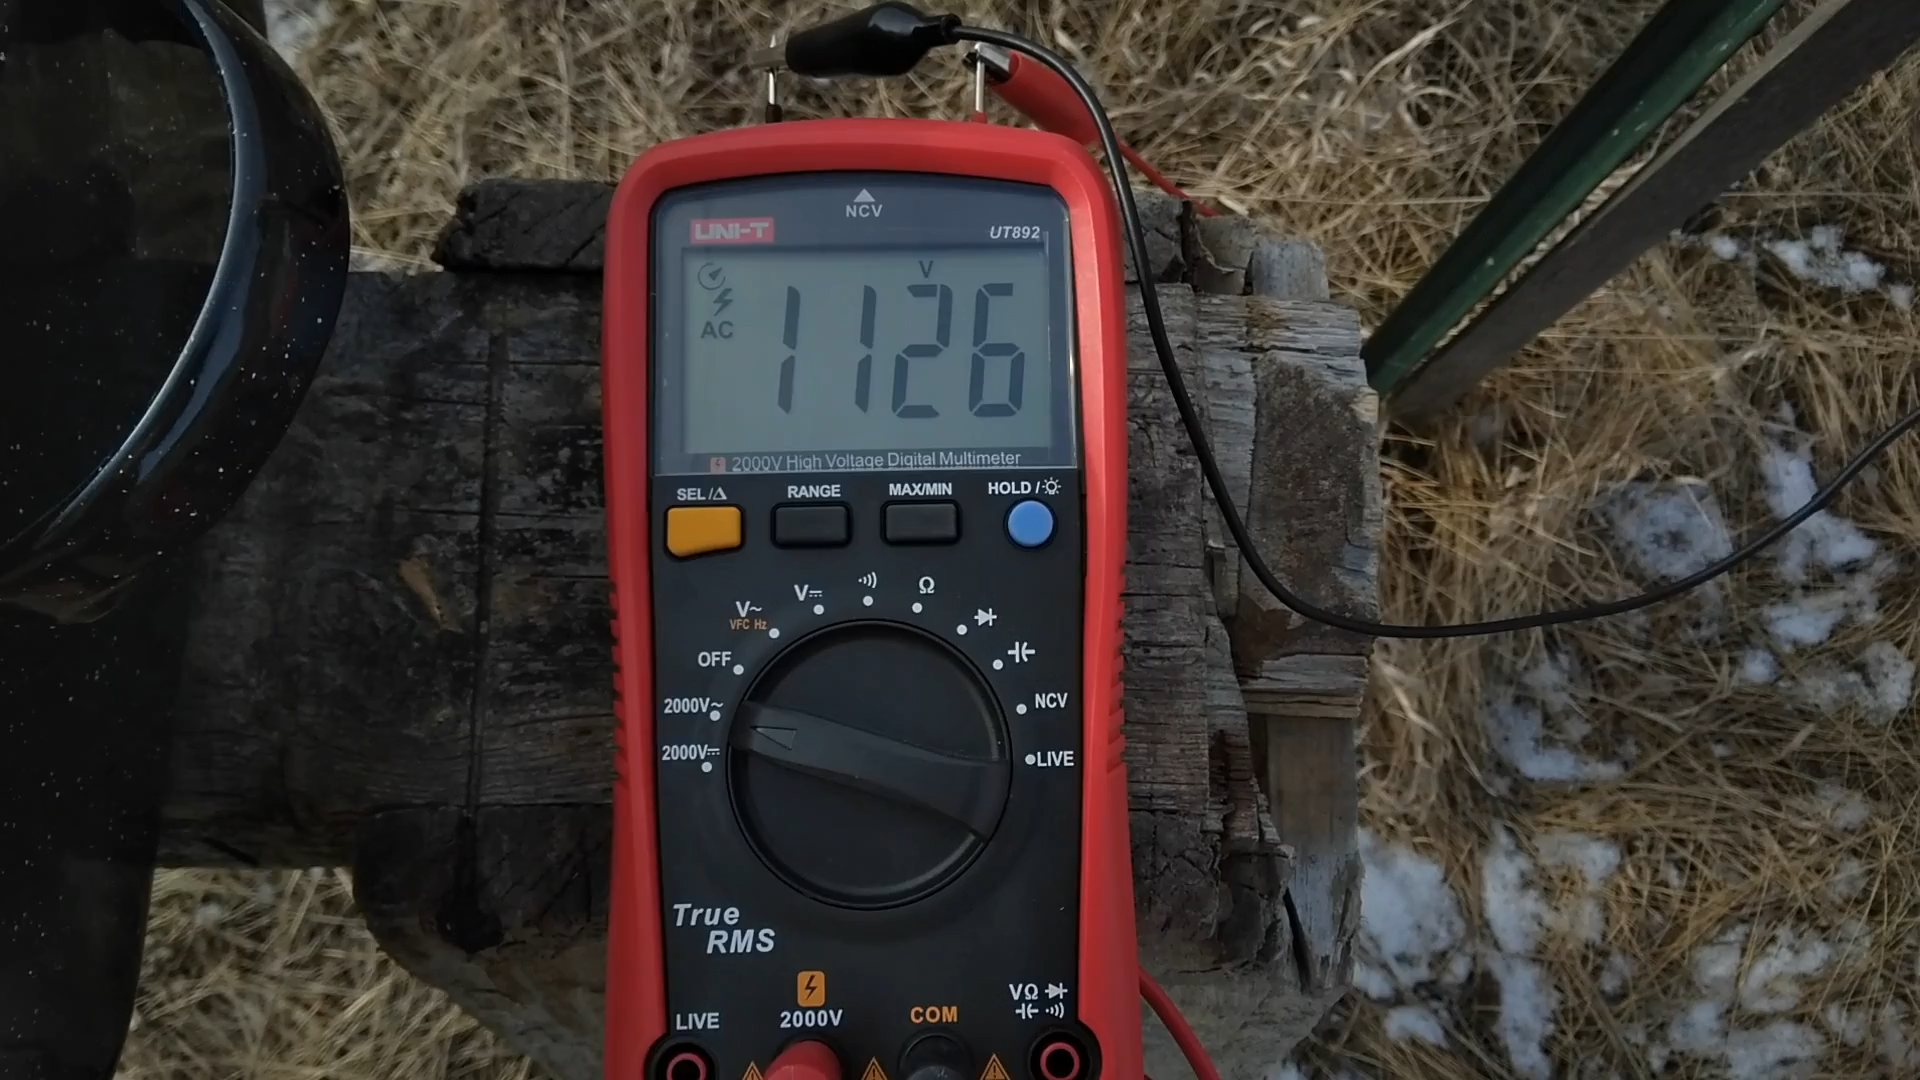 NCV
UNI-T
UT892
V
AC
1126
2000V High Voltage Digital Multimeter
SEL/Δ
RANGE
MAX/MIN
HOLD/
V~
VFC Hz
V⎓
Ω
OFF
2000V~
NCV
2000V⎓
LIVE
True
RMS
LIVE
2000V
COM
VΩ